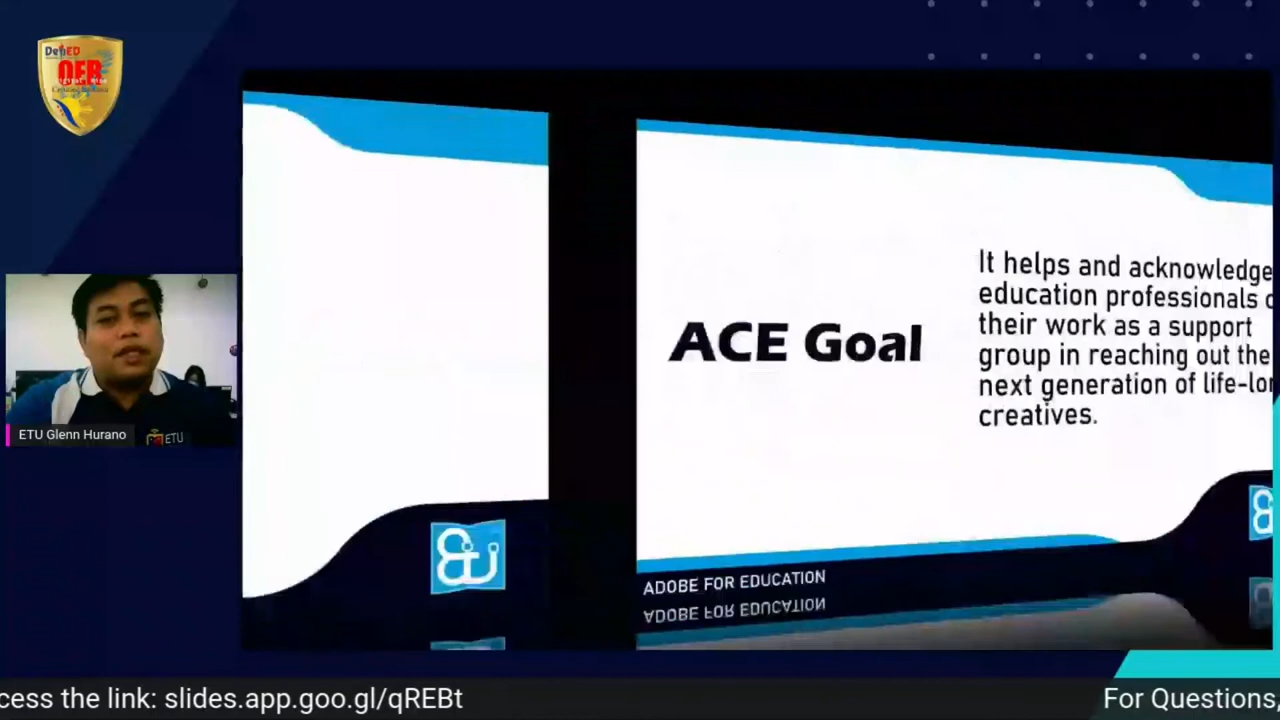 DepED
OER
ACE Goal
It helps and acknowledge
education professionals
their work as a support
group in reaching out the
next generation of life-lo
creatives.
ETU Glenn Hurano
ETU
ADOBE FOR EDUCATION
cess the link: slides.app.goo.gl/qREBt
For Questions,